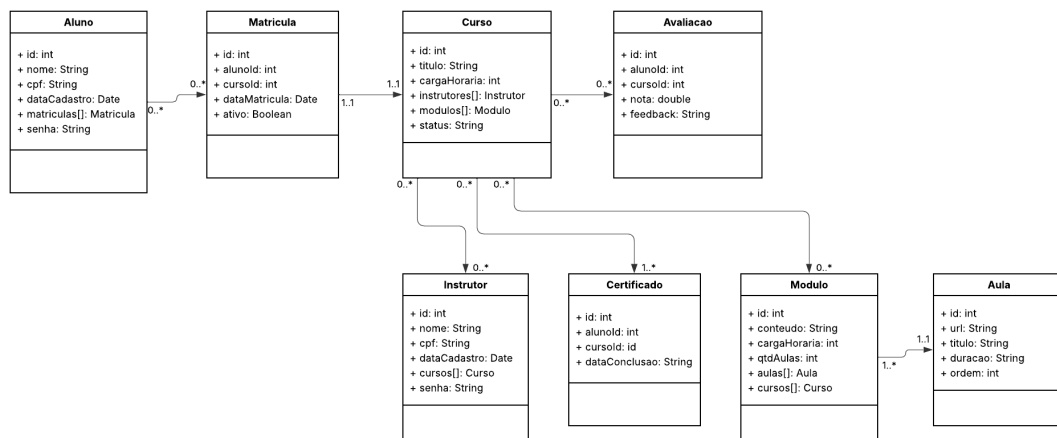 Aluno
+ id: int
+ nome: String
+ cpf: String
+ dataCadastro: Date
+ matriculas[]: Matricula
+ senha: String
0..*
0..*
Matricula
+ id: int
+ alunoId: int
+ cursoId: int
+ dataMatricula: Date
+ ativo: Boolean
1..1
1..1
Curso
+ id: int
+ titulo: String
+ cargaHoraria: int
+ instrutores[]: Instrutor
+ modulos[]: Modulo
+ status: String
0..*
0..*
Avaliacao
+ id: int
+ alunoId: int
+ cursoId: int
+ nota: double
+ feedback: String
0..*
0..*
0..*
0..*
1..*
0..*
Instrutor
+ id: int
+ nome: String
+ cpf: String
+ dataCadastro: Date
+ cursos[]: Curso
+ senha: String
Certificado
+ id: int
+ alunoId: int
+ cursoId: id
+ dataConclusao: String
Modulo
+ id: int
+ conteudo: String
+ cargaHoraria: int
+ qtdAulas: int
+ aulas[]: Aula
+ cursos[]: Curso
1..*
1..1
Aula
+ id: int
+ url: String
+ titulo: String
+ duracao: String
+ ordem: int